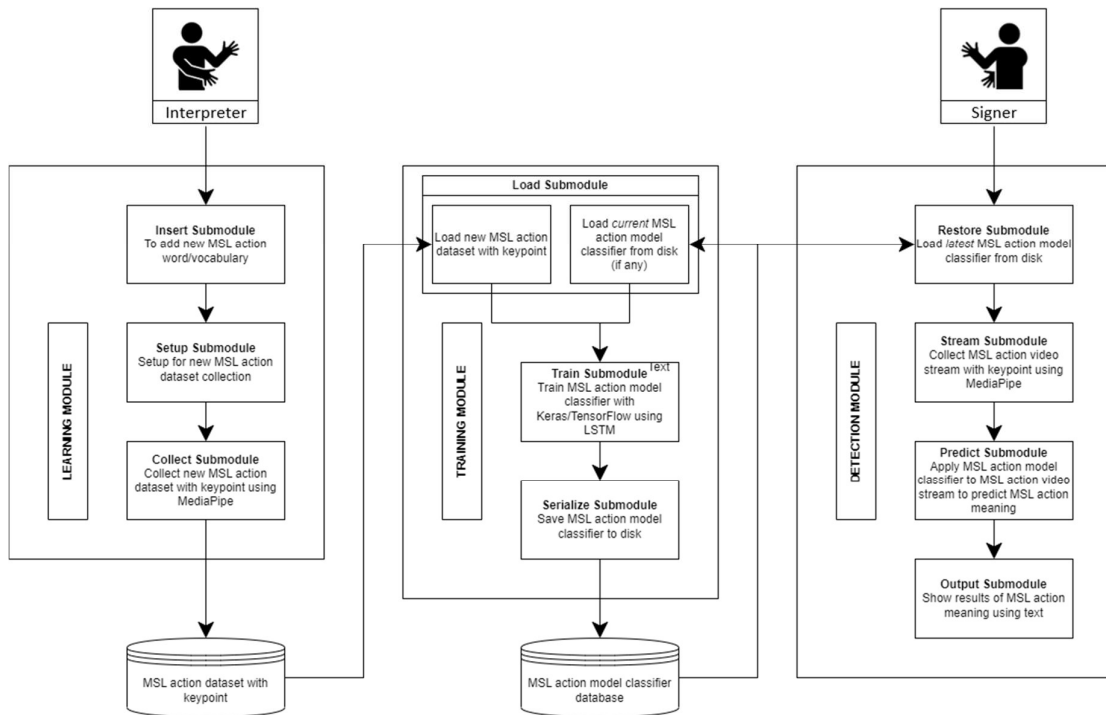 Interpreter
Signer
LEARNING MODULE
Insert Submodule
To add new MSL action
word/vocabulary
Setup Submodule
Setup for new MSL action
dataset collection
Collect Submodule
Collect new MSL action
dataset with keypoint using
MediaPipe
MSL action dataset with
keypoint
TRAINING MODULE
Load Submodule
Load new MSL action
dataset with keypoint
Load current MSL
action model
classifier from disk
(if any)
Text
Train Submodule
Train MSL action model
classifier with
Keras/TensorFlow using
LSTM
Serialize Submodule
Save MSL action model
classifier to disk
MSL action model classifier
database
DETECTION MODULE
Restore Submodule
Load latest MSL action model
classifier from disk
Stream Submodule
Collect MSL action video
stream with keypoint using
MediaPipe
Predict Submodule
Apply MSL action model
classifier to MSL action video
stream to predict MSL action
meaning
Output Submodule
Show results of MSL action
meaning using text